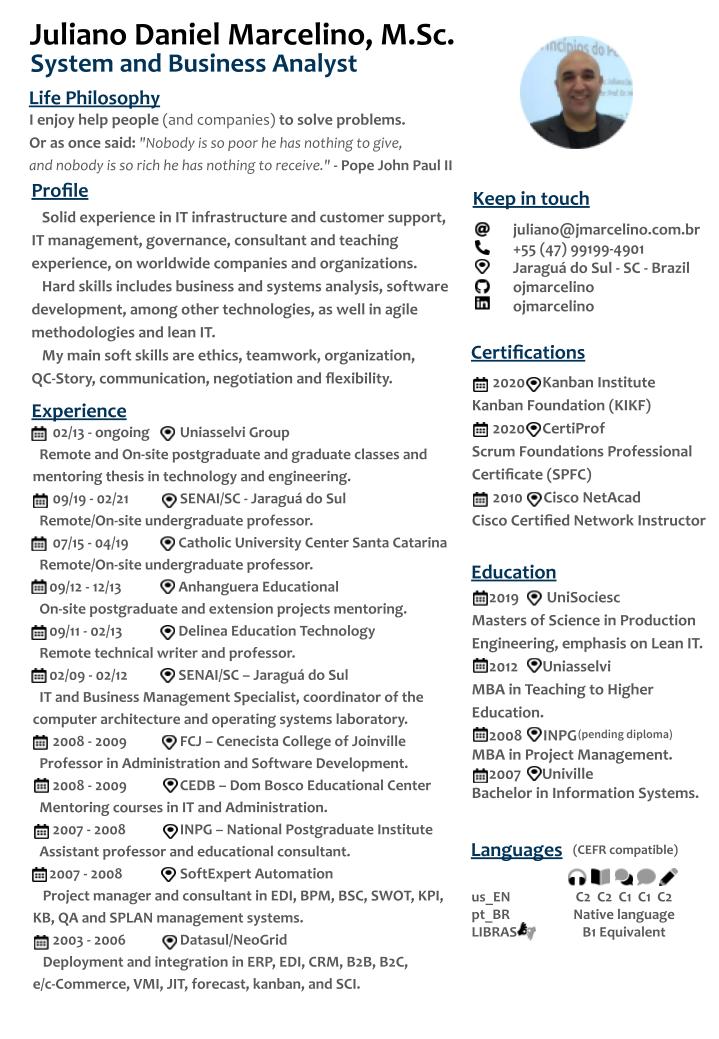 Juliano Daniel Marcelino, M.Sc.
System and Business Analyst
Life Philosophy
I enjoy help people (and companies) to solve problems.
Or as once said: "Nobody is so poor he has nothing to give,
and nobody is so rich he has nothing to receive." - Pope John Paul II
Profile
Solid experience in IT infrastructure and customer support,
IT management, governance, consultant and teaching
experience, on worldwide companies and organizations.
Hard skills includes business and systems analysis, software
development, among other technologies, as well in agile
methodologies and lean IT.
My main soft skills are ethics, teamwork, organization,
QC-Story, communication, negotiation and flexibility.
Experience
02/13 - ongoing Uniasselvi Group
Remote and On-site postgraduate and graduate classes and
mentoring thesis in technology and engineering.
09/19 - 02/21 SENAI/SC - Jaraguá do Sul
Remote/On-site undergraduate professor.
07/15 - 04/19 Catholic University Center Santa Catarina
Remote/On-site undergraduate professor.
09/12 - 12/13 Anhanguera Educational
On-site postgraduate and extension projects mentoring.
09/11 - 02/13 Delinea Education Technology
Remote technical writer and professor.
02/09 - 02/12 SENAI/SC – Jaraguá do Sul
IT and Business Management Specialist, coordinator of the
computer architecture and operating systems laboratory.
2008 - 2009 FCJ – Cenecista College of Joinville
Professor in Administration and Software Development.
2008 - 2009 CEDB – Dom Bosco Educational Center
Mentoring courses in IT and Administration.
2007 - 2008 INPG – National Postgraduate Institute
Assistant professor and educational consultant.
2007 - 2008 SoftExpert Automation
Project manager and consultant in EDI, BPM, BSC, SWOT, KPI,
KB, QA and SPLAN management systems.
2003 - 2006 Datasul/NeoGrid
Deployment and integration in ERP, EDI, CRM, B2B, B2C,
e/c-Commerce, VMI, JIT, forecast, kanban, and SCI.
Keep in touch
juliano@jmarcelino.com.br
+55 (47) 99199-4901
Jaraguá do Sul - SC - Brazil
ojmarcelino
ojmarcelino
Certifications
2020 Kanban Institute
Kanban Foundation (KIKF)
2020 CertiProf
Scrum Foundations Professional
Certificate (SPFC)
2010 Cisco NetAcad
Cisco Certified Network Instructor
Education
2019 UniSociesc
Masters of Science in Production
Engineering, emphasis on Lean IT.
2012 Uniasselvi
MBA in Teaching to Higher
Education.
2008 INPG (pending diploma)
MBA in Project Management.
2007 Univille
Bachelor in Information Systems.
Languages (CEFR compatible)
us_EN C2 C2 C1 C1 C2
pt_BR Native language
LIBRAS B1 Equivalent